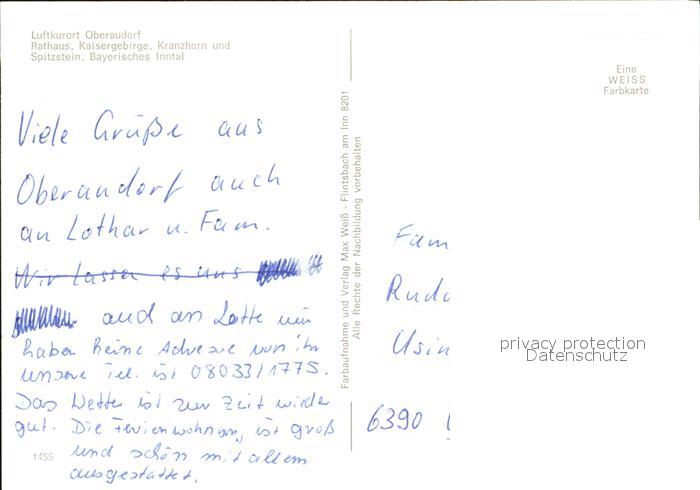 Luftkurort Oberaudorf
Rathaus, Kaisergebirge, Kranzhorn und
Spitzstein. Bayerisches Inntal
Eine
WEISS
Farbkarte
Viele Grüße aus
Oberaudorf auch
an Lothar u. Fam.
Wir lassen es uns
und an Lotte wir
haben keine Adresse von ihr
unsere Tel. ist 08033/1775.
Das Wetter ist zur Zeit wieder
gut. Die Ferienwohnung ist groß
und schön mit allem
ausgestattet.
1455
Farbaufnahme und Verlag Max Weiß - Flintsbach am Inn 8201
Alle Rechte der Nachbildung vorbehalten
Fam
Rudo
Usin
6390
privacy protection
Datenschutz